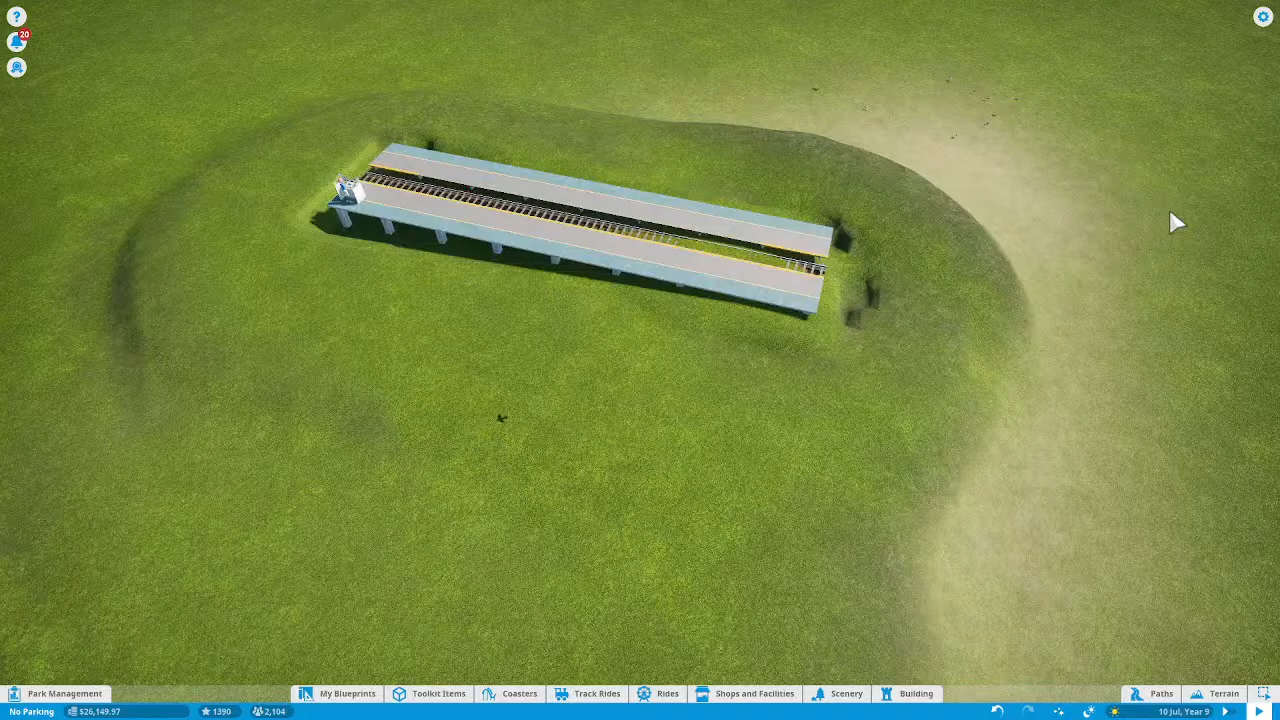 20
Park Management
My Blueprints
Toolkit Items
Coasters
Track Rides
Rides
Shops and Facilities
Scenery
Building
Paths
Terrain
No Parking
$26,149.97
1390
2,104
10 Jul, Year 9